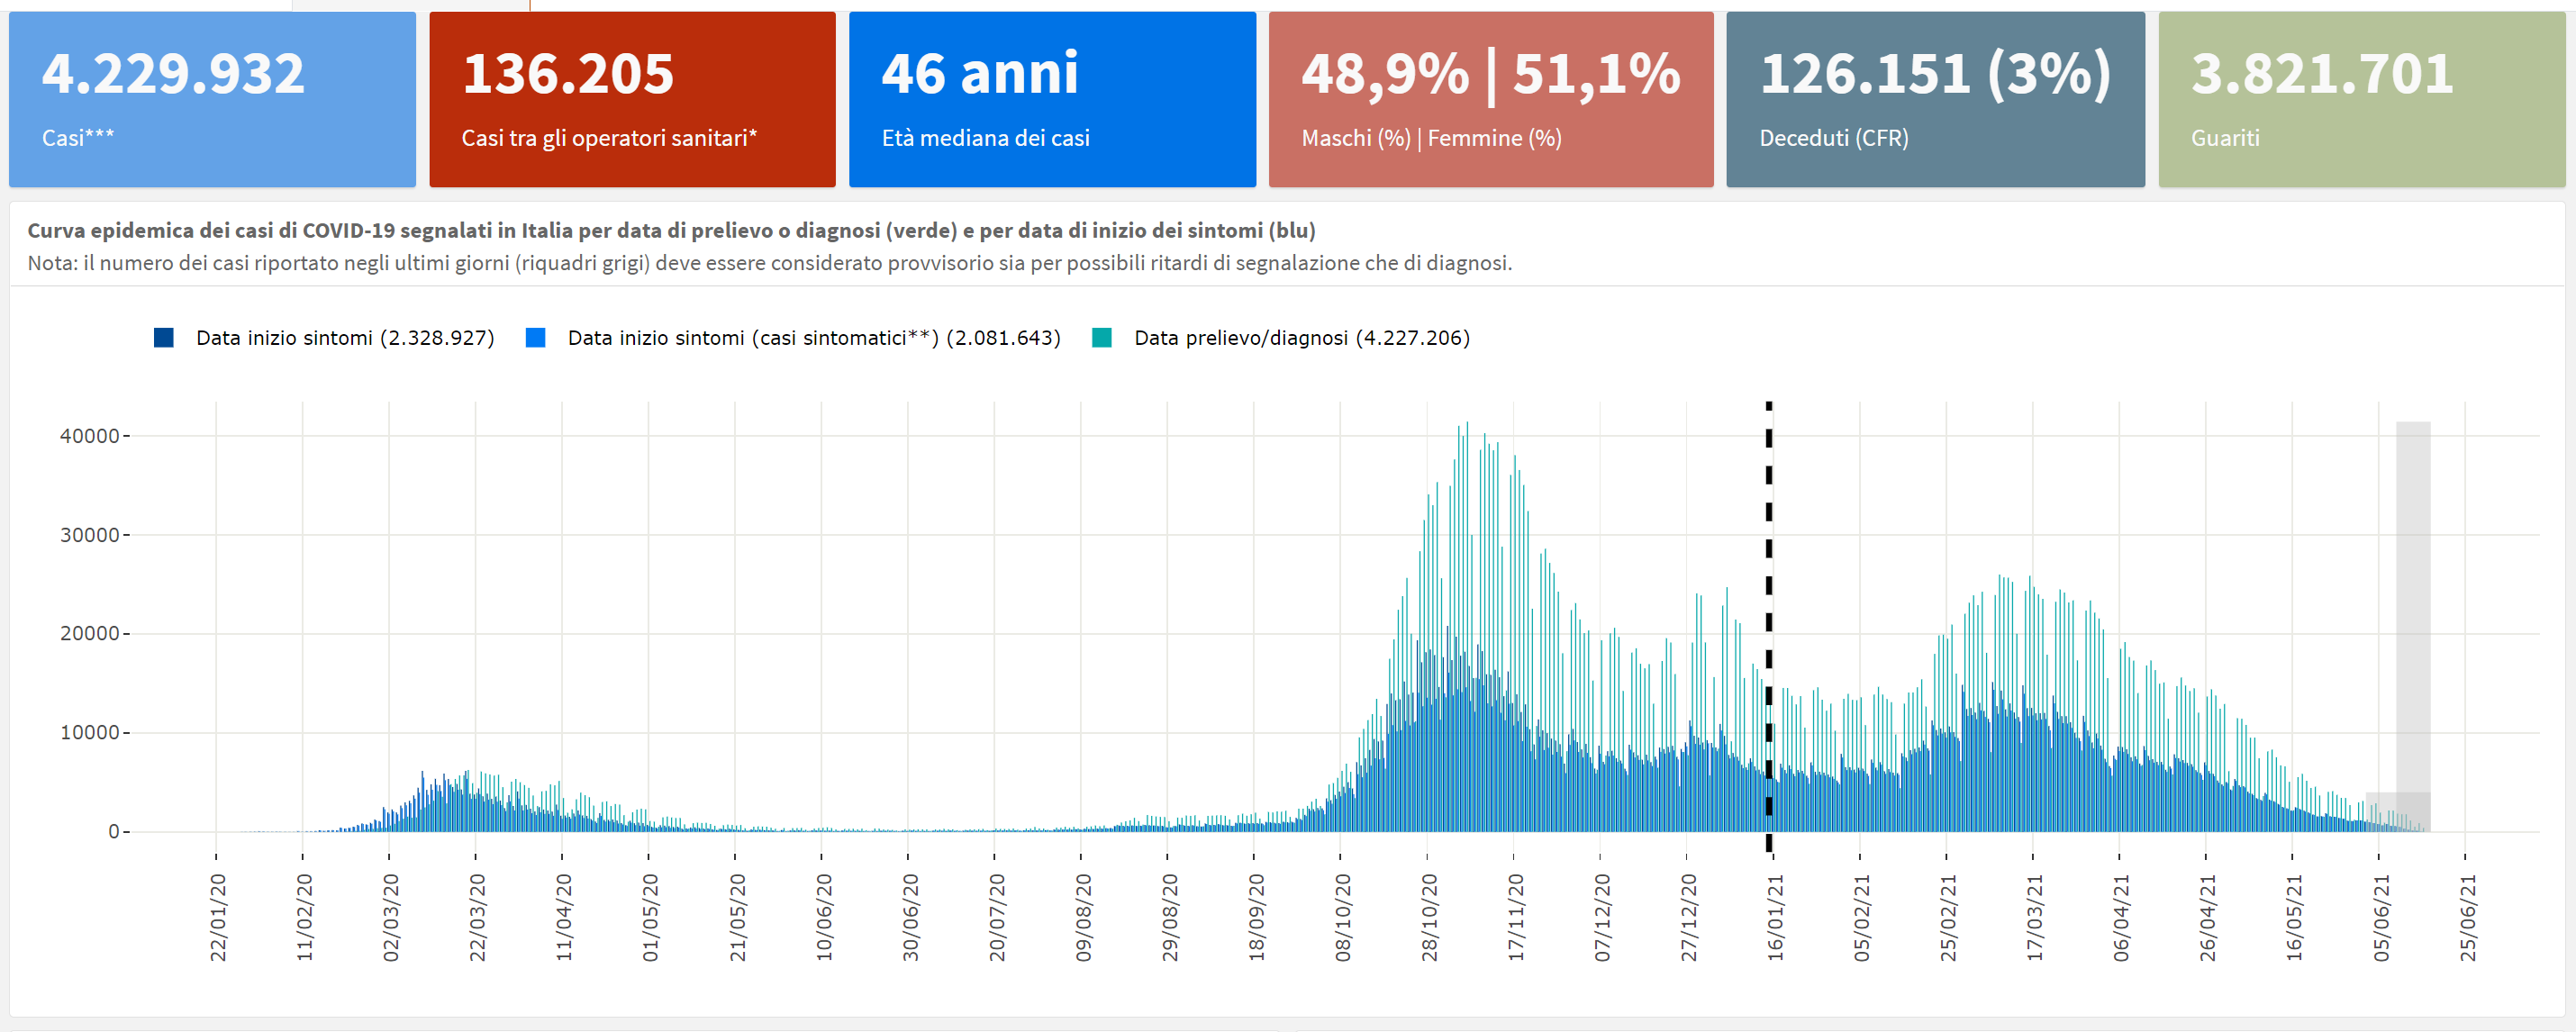 4.229.932
Casi***
136.205
Casi tra gli operatori sanitari*
46 anni
Età mediana dei casi
48,9% | 51,1%
Maschi (%) | Femmine (%)
126.151 (3%)
Deceduti (CFR)
3.821.701
Guariti
Curva epidemica dei casi di COVID-19 segnalati in Italia per data di prelievo o diagnosi (verde) e per data di inizio dei sintomi (blu)
Nota: il numero dei casi riportato negli ultimi giorni (riquadri grigi) deve essere considerato provvisorio sia per possibili ritardi di segnalazione che di diagnosi.
Data inizio sintomi (2.328.927)
Data inizio sintomi (casi sintomatici**) (2.081.643)
Data prelievo/diagnosi (4.227.206)
40000
30000
20000
10000
0
22/01/20
11/02/20
02/03/20
22/03/20
11/04/20
01/05/20
21/05/20
10/06/20
30/06/20
20/07/20
09/08/20
29/08/20
18/09/20
08/10/20
28/10/20
17/11/20
07/12/20
27/12/20
16/01/21
05/02/21
25/02/21
17/03/21
06/04/21
26/04/21
16/05/21
05/06/21
25/06/21